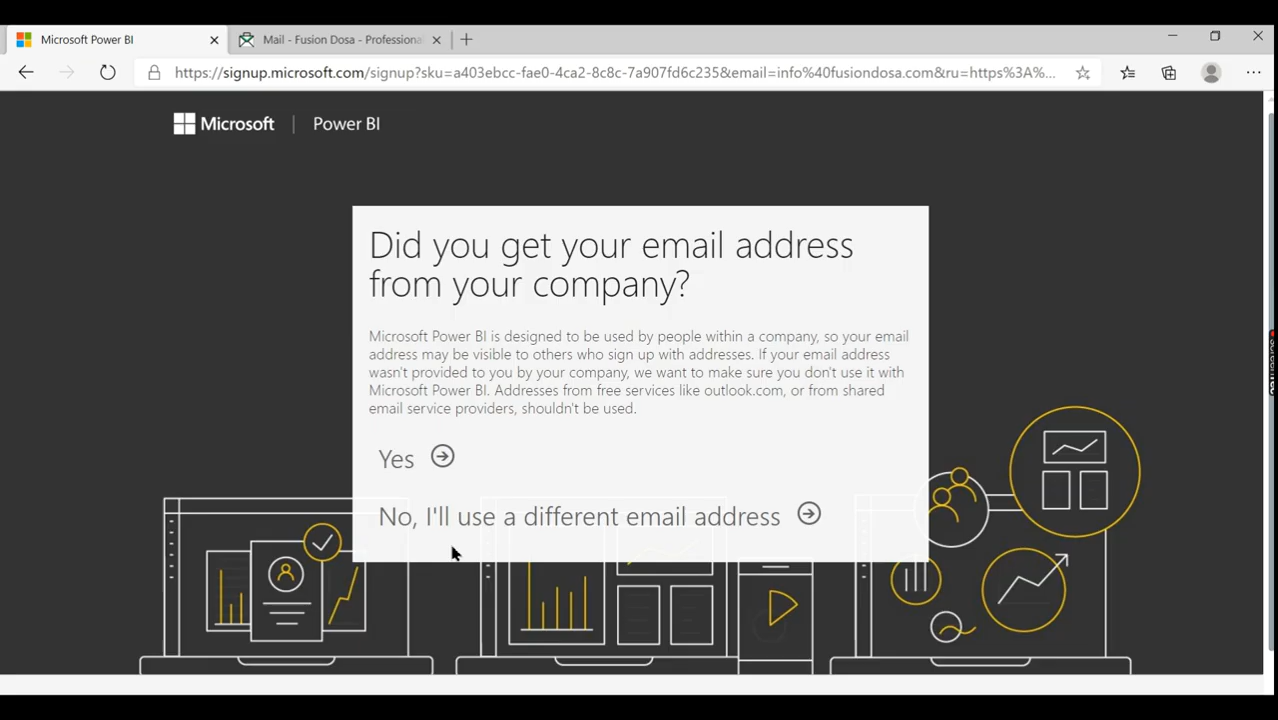 Microsoft Power BI
Mail - Fusion Dosa - Professional
https://signup.microsoft.com/signup?sku=a403ebcc-fae0-4ca2-8c8c-7a907fd6c235&email=info%40fusiondosa.com&ru=https%3A%...
Microsoft | Power BI
Did you get your email address
from your company?
Microsoft Power BI is designed to be used by people within a company, so your email
address may be visible to others who sign up with addresses. If your email address
wasn't provided to you by your company, we want to make sure you don't use it with
Microsoft Power BI. Addresses from free services like outlook.com, or from shared
email service providers, shouldn't be used.
Yes
No, I'll use a different email address